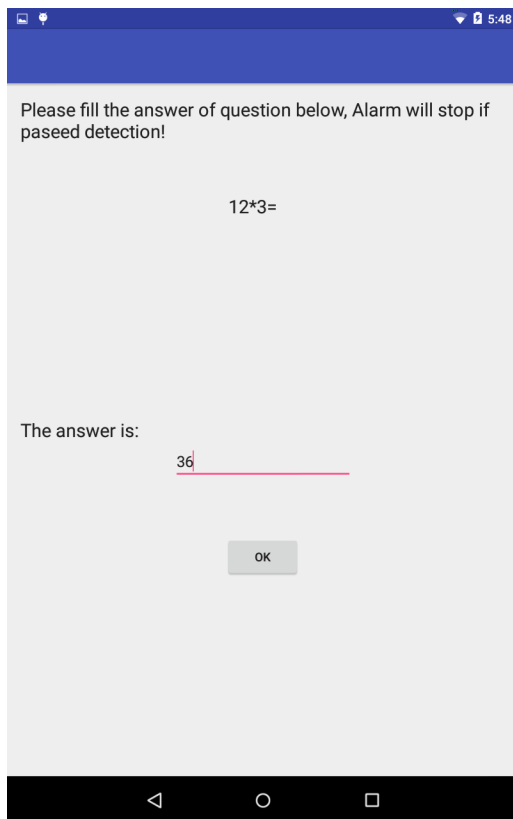 5:48
Please fill the answer of question below, Alarm will stop if
paseed detection!
12*3=
The answer is:
36
OK